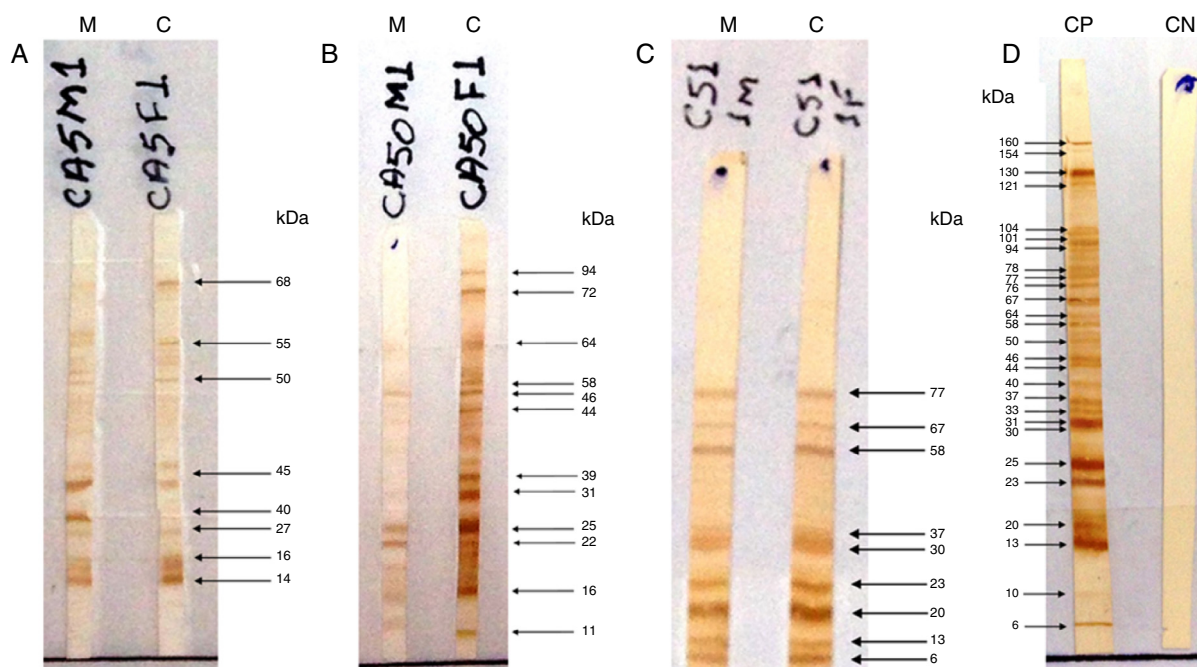 A
M C
CA5M1
CA5F1
kDa
68
55
50
45
40
27
16
14
B
M C
CA50M1
CA50F1
kDa
94
72
64
58
46
44
39
31
25
22
16
11
C
M C
C51
1M
C51
1F
kDa
77
67
58
37
30
23
20
13
6
D
CP CN
kDa
160
154
130
121
104
101
94
78
77
76
67
64
58
50
46
44
40
37
33
31
30
25
23
20
13
10
6